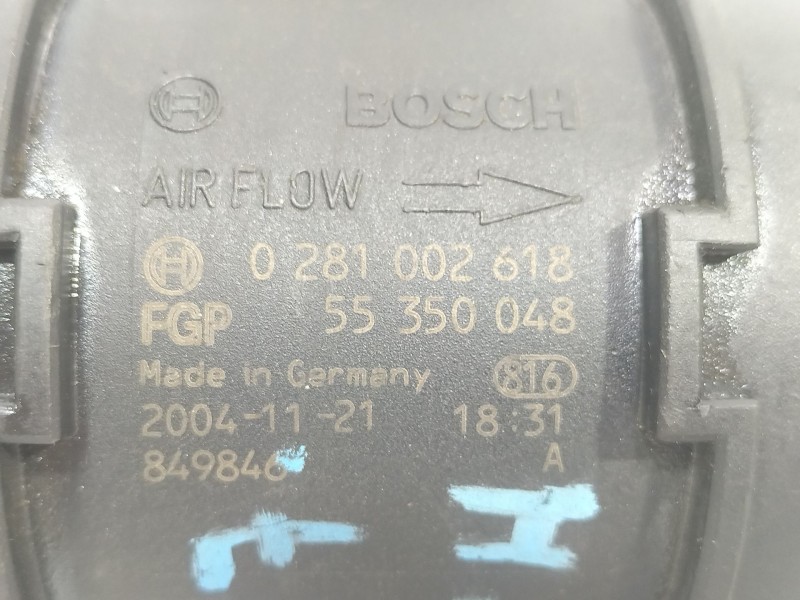 BOSCH
AIR FLOW
0 281 002 618
FGP 55 350 048
Made in Germany 816
2004-11-21 18:31
849846 A